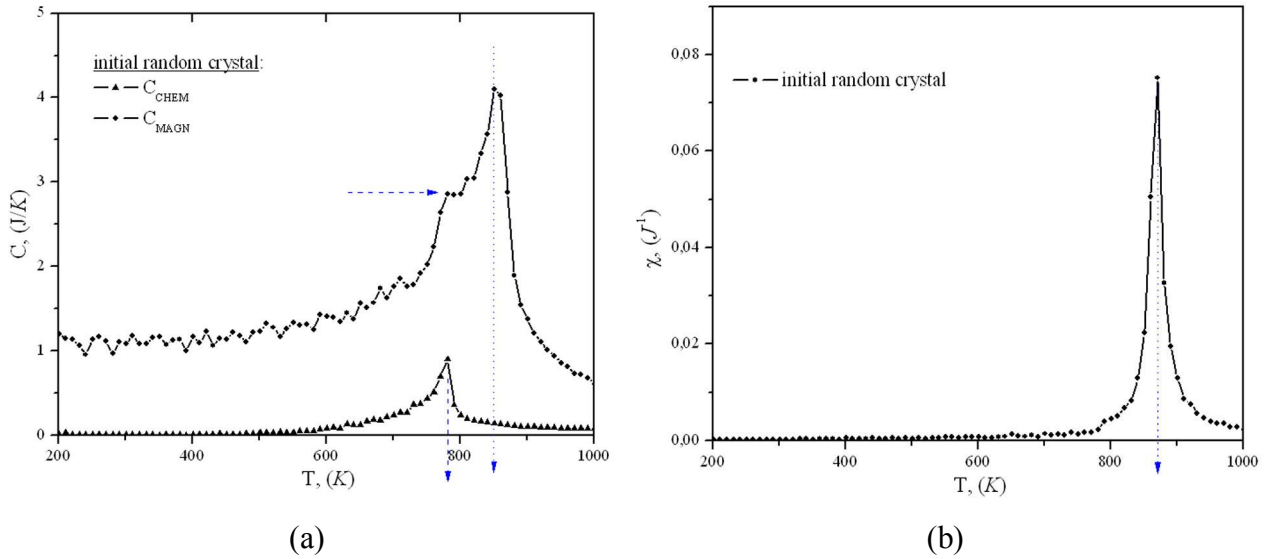 5
4
3
2
1
0
C, (J/K)
initial random crystal:
C_CHEM
C_MAGN
200
400
600
800
1000
T, (K)
(a)
0,08
0,06
0,04
0,02
0,00
χ, (J¹)
initial random crystal
200
400
600
800
1000
T, (K)
(b)